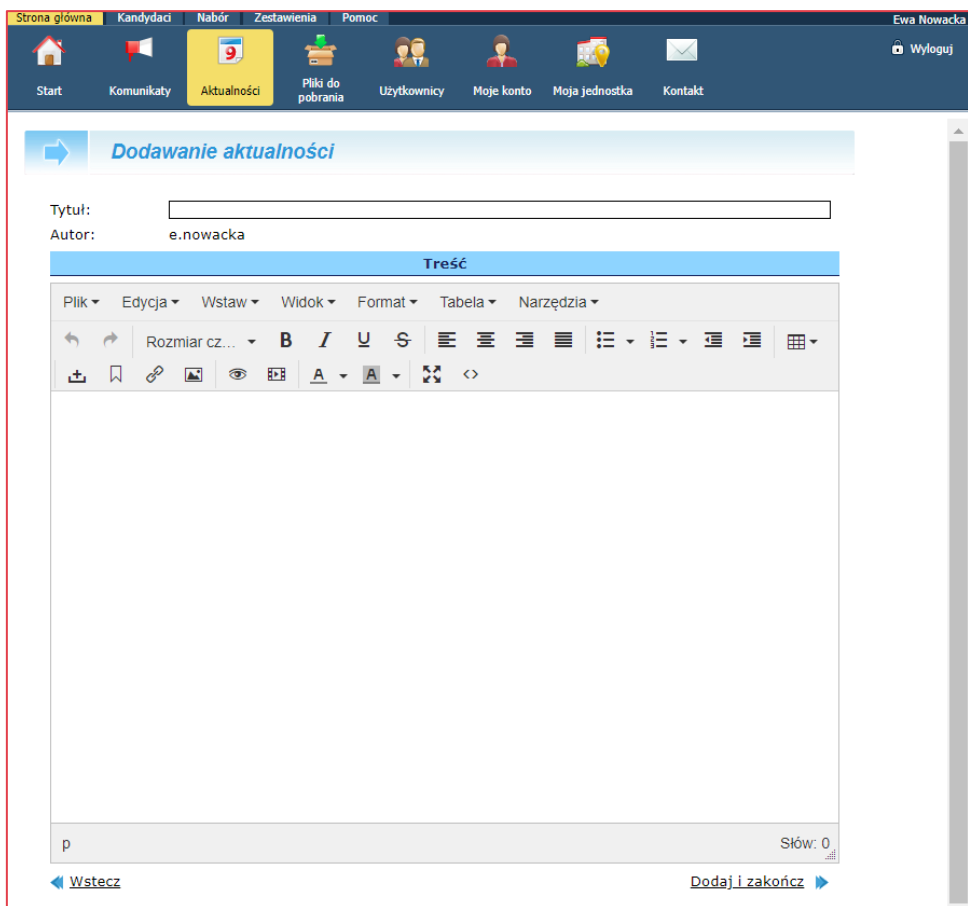 Strona główna Kandydaci Nabór Zestawienia Pomoc Ewa Nowacka
9
Wyloguj
Start Komunikaty Aktualności Pliki do pobrania Użytkownicy Moje konto Moja jednostka Kontakt
Dodawanie aktualności
Tytuł:
Autor: e.nowacka
Treść
Plik Edycja Wstaw Widok Format Tabela Narzędzia
Rozmiar cz... B I U S
A A <>
p Słów: 0
Wstecz Dodaj i zakończ